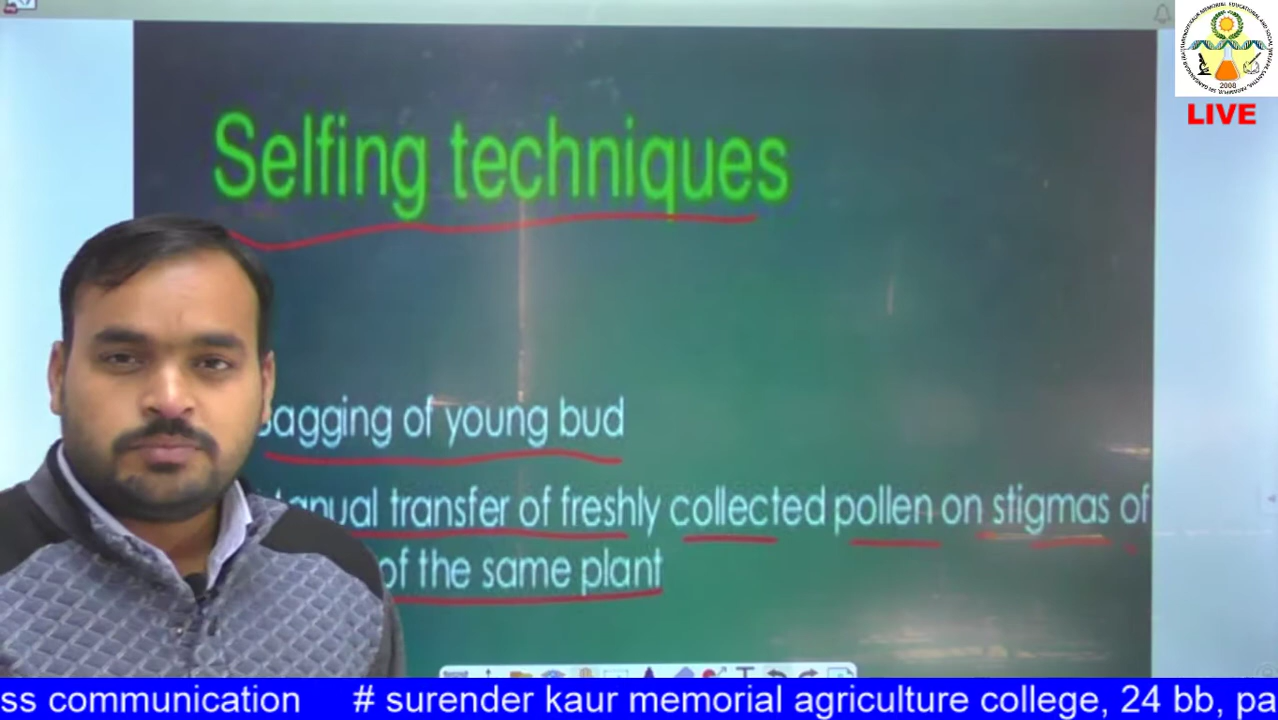 LIVE
Selfing techniques
agging of young bud
anual transfer of freshly collected pollen on stigmas of
of the same plant
2008
ss communication # surender kaur memorial agriculture college, 24 bb, pa